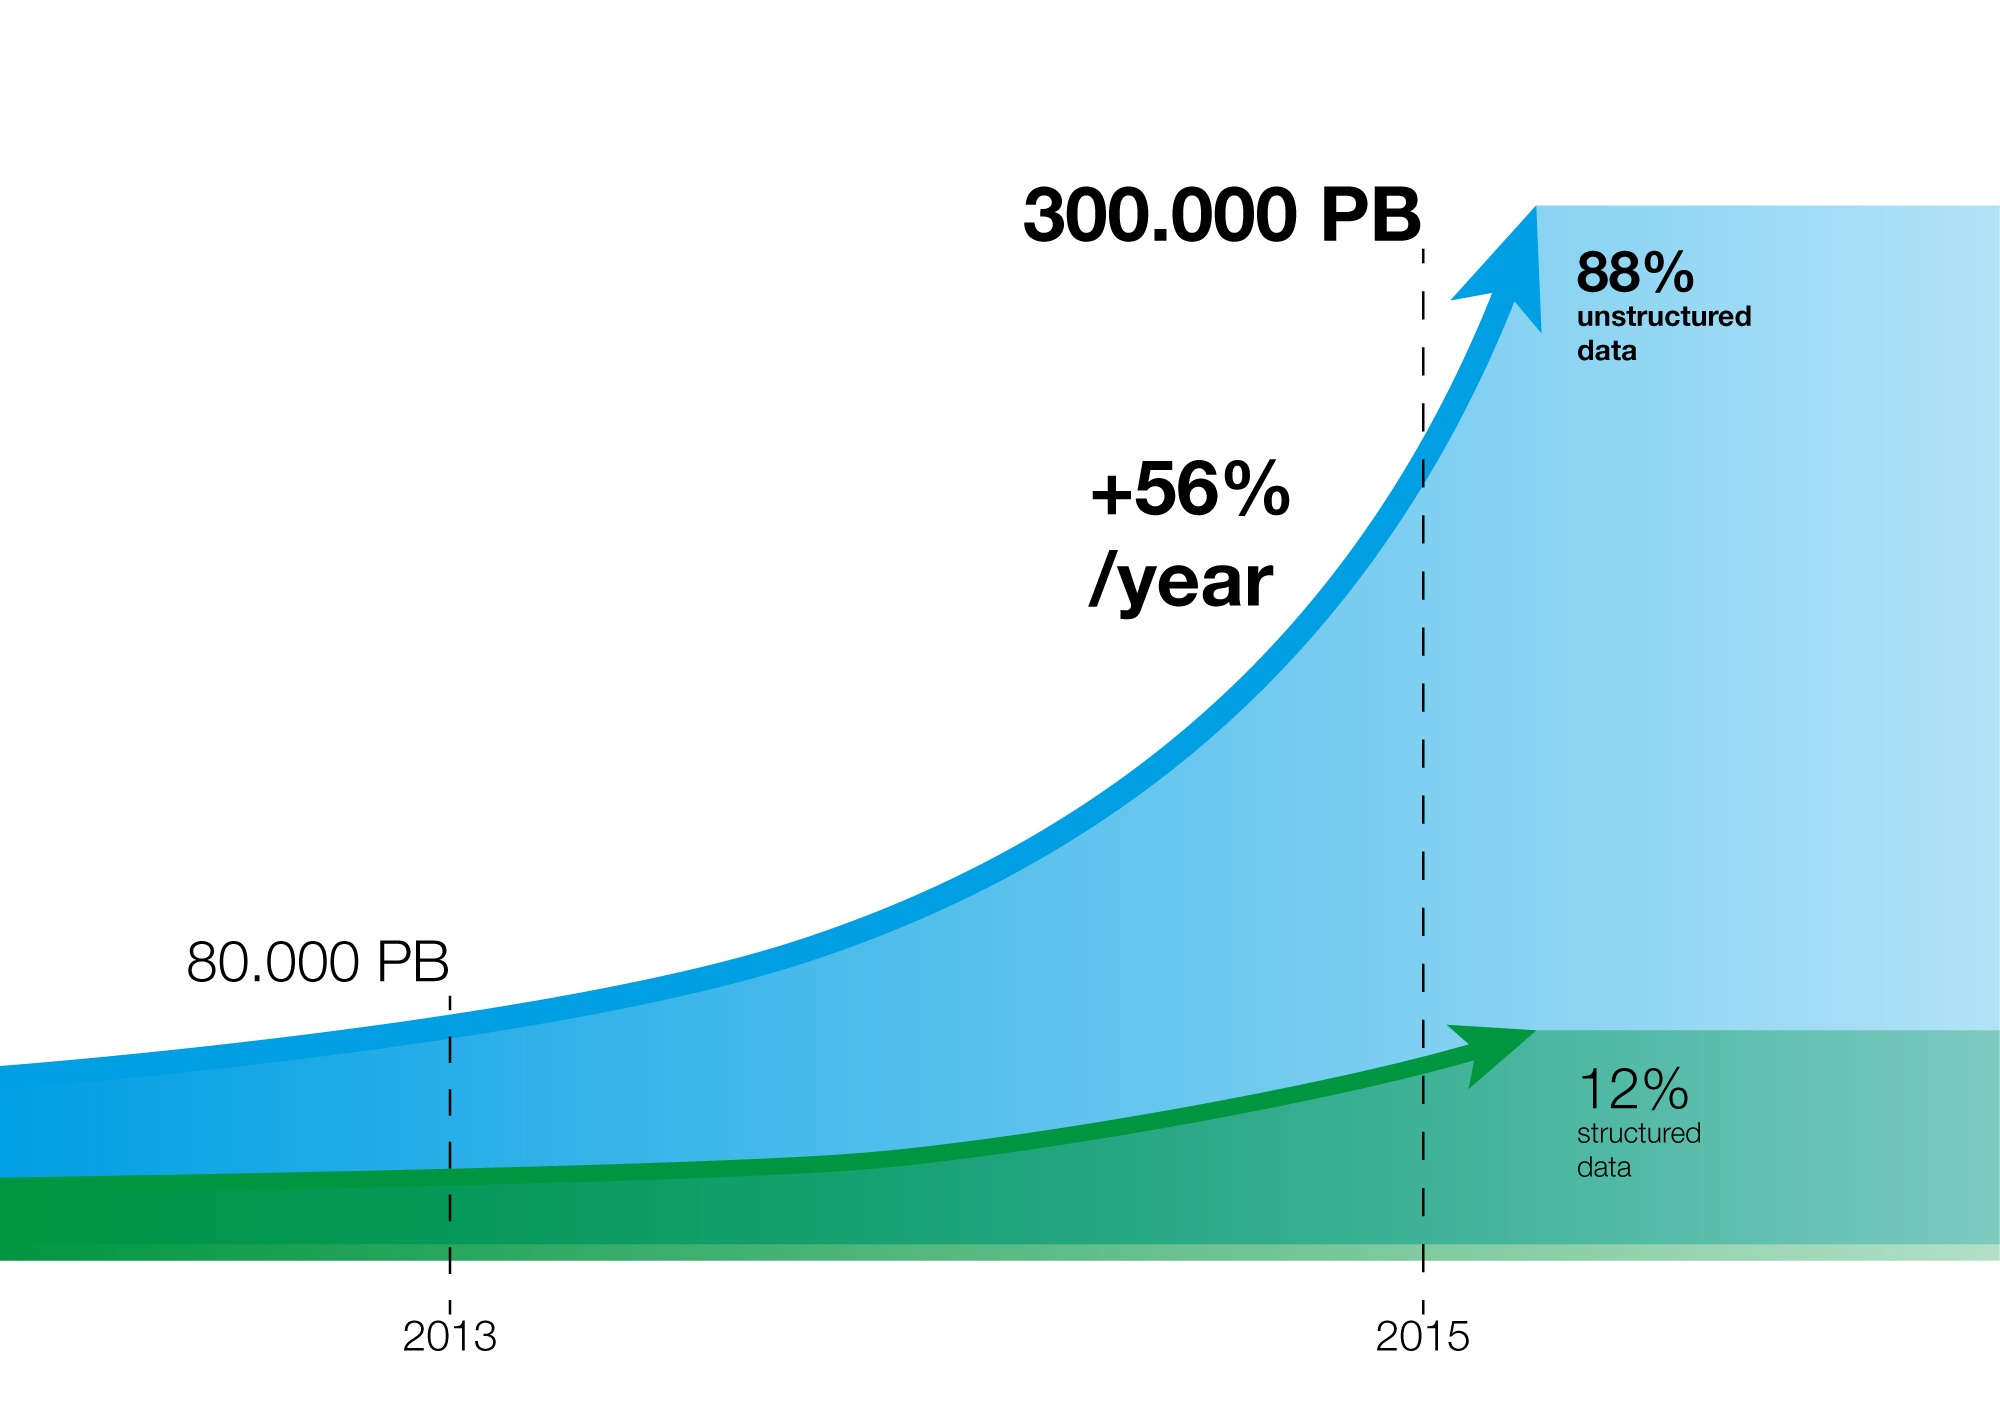 300.000 PB
88%
unstructured
data
+56%
/year
80.000 PB
12%
structured
data
2013
2015